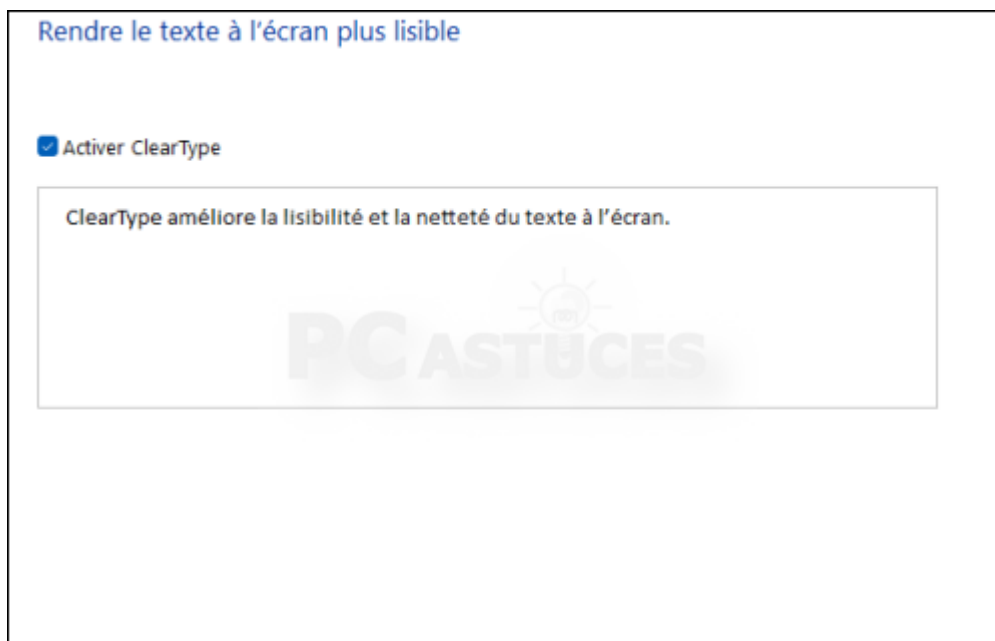 Rendre le texte à l’écran plus lisible
Activer ClearType
ClearType améliore la lisibilité et la netteté du texte à l’écran.
PC ASTUCES